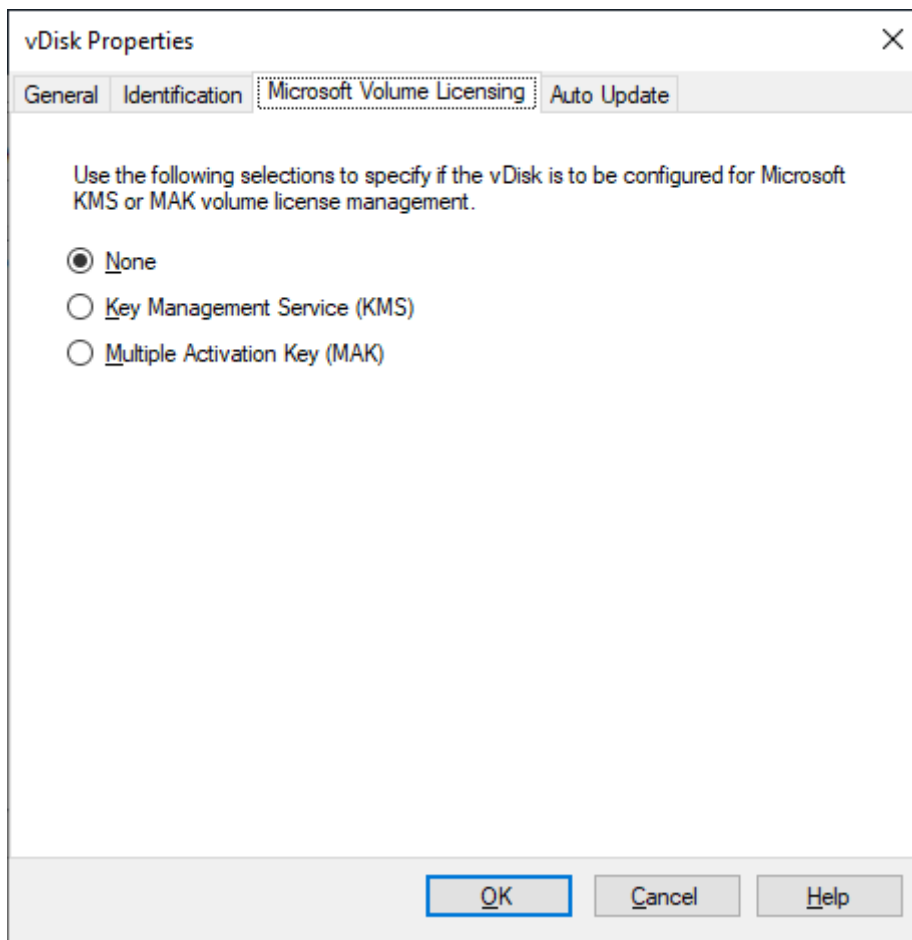 vDisk Properties
General Identification Microsoft Volume Licensing Auto Update
Use the following selections to specify if the vDisk is to be configured for Microsoft
KMS or MAK volume license management.
None
Key Management Service (KMS)
Multiple Activation Key (MAK)
OK Cancel Help